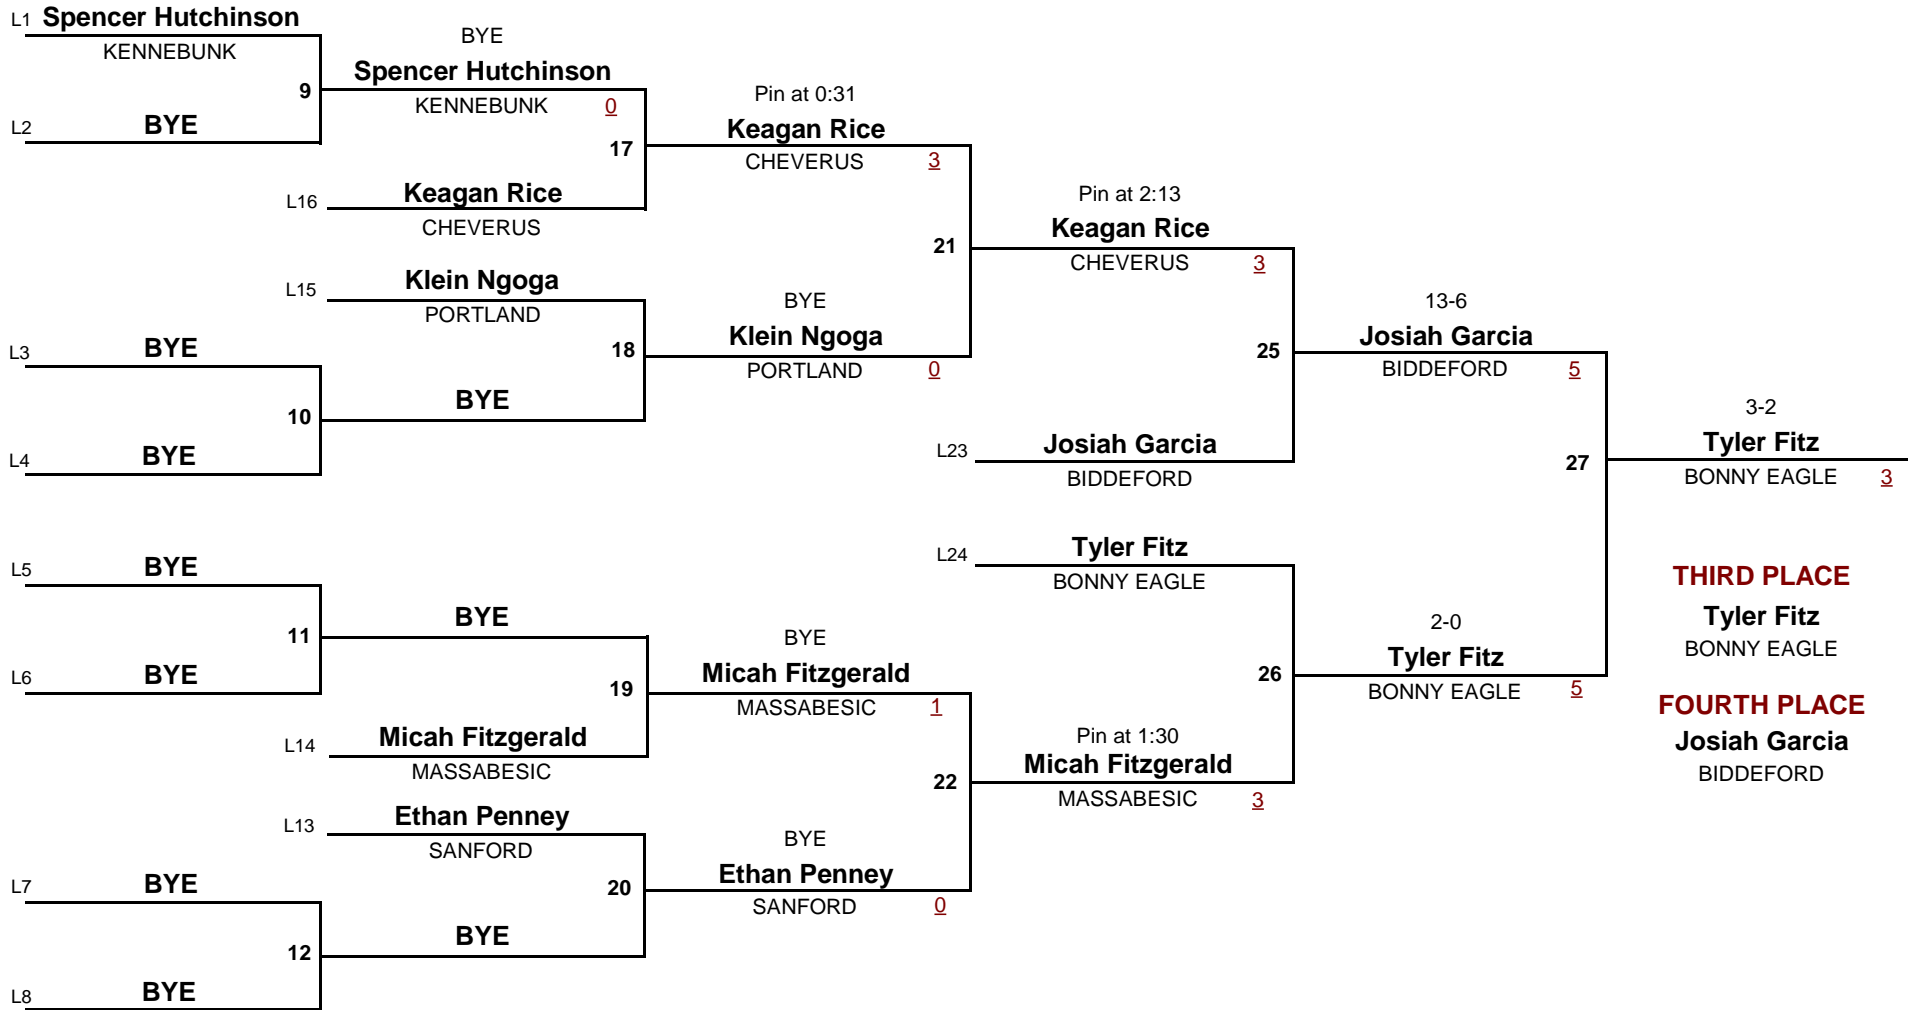 L1 Spencer Hutchinson
KENNEBUNK
9
L2 BYE
BYE
Spencer Hutchinson
KENNEBUNK 0
17
L16 Keagan Rice
CHEVERUS
Pin at 0:31
Keagan Rice
CHEVERUS 3
21
L15 Klein Ngoga
PORTLAND
18
BYE
Klein Ngoga
PORTLAND 0
L3 BYE
10
BYE
L4 BYE
Pin at 2:13
Keagan Rice
CHEVERUS 3
25
L23 Josiah Garcia
BIDDEFORD
13-6
Josiah Garcia
BIDDEFORD 5
27
3-2
Tyler Fitz
BONNY EAGLE 3
L5 BYE
11
BYE
L6 BYE
19
L14 Micah Fitzgerald
MASSABESIC
BYE
Micah Fitzgerald
MASSABESIC 1
22
L13 Ethan Penney
SANFORD
20
BYE
Ethan Penney
SANFORD 0
L7 BYE
12
BYE
L8 BYE
L24 Tyler Fitz
BONNY EAGLE
26
Pin at 1:30
Micah Fitzgerald
MASSABESIC 3
2-0
Tyler Fitz
BONNY EAGLE 5
THIRD PLACE
Tyler Fitz
BONNY EAGLE
FOURTH PLACE
Josiah Garcia
BIDDEFORD